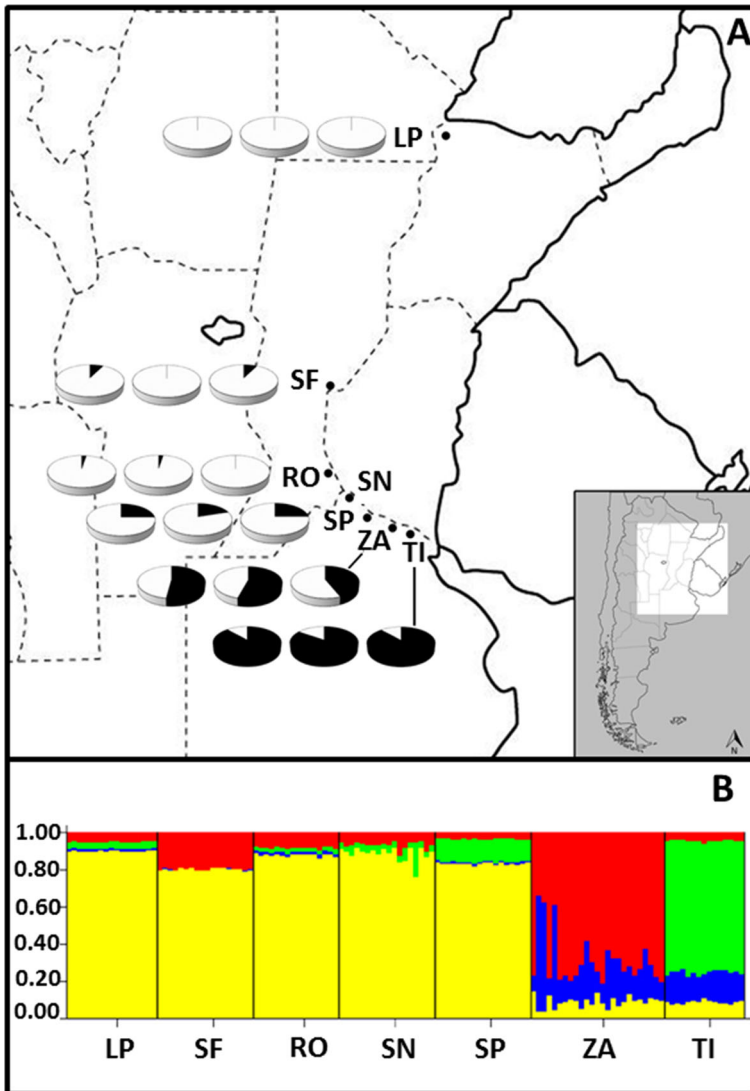 A
LP
SF
RO
SN
SP
ZA
TI
N
B
1.00
0.80
0.60
0.40
0.20
0.00
LP SF RO SN SP ZA TI